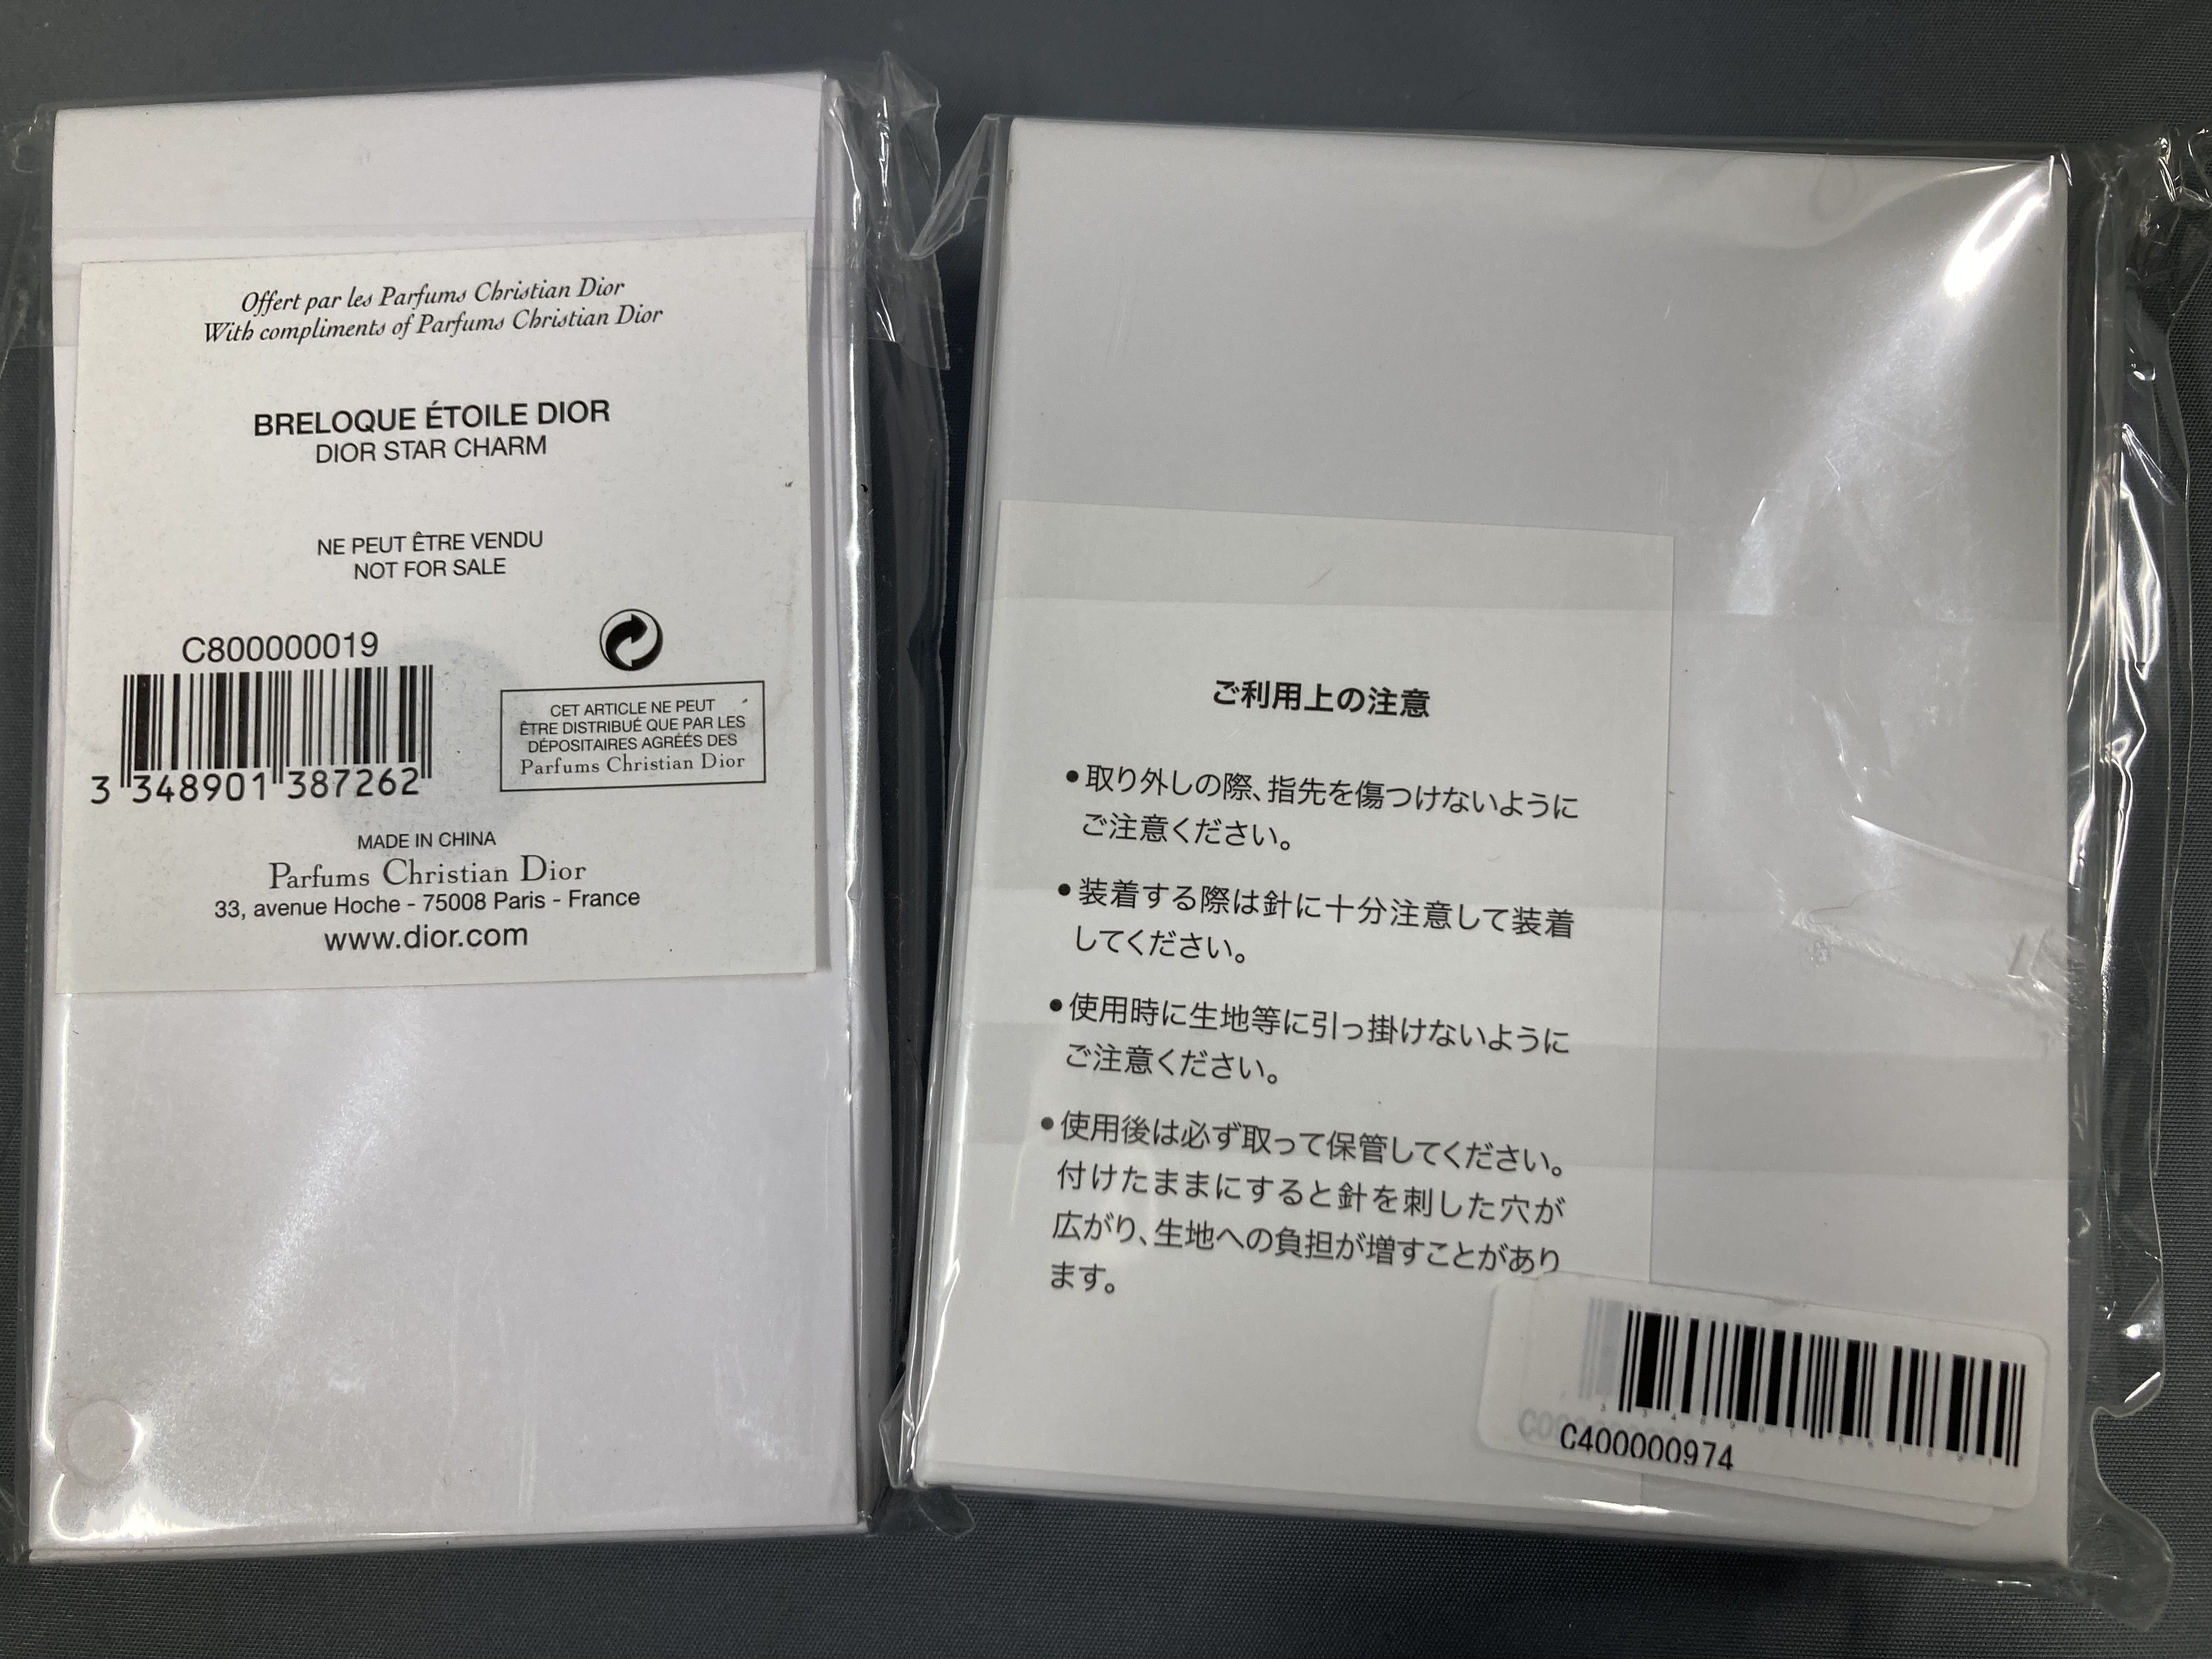 Offert par les Parfums Christian Dior
With compliments of Parfums Christian Dior
BRELOQUE ÉTOILE DIOR
DIOR STAR CHARM
NE PEUT ÊTRE VENDU
NOT FOR SALE
C800000019
3 348901 387262
CET ARTICLE NE PEUT
ÊTRE DISTRIBUÉ QUE PAR LES
DÉPOSITAIRES AGRÉÉS DES
Parfums Christian Dior
MADE IN CHINA
Parfums Christian Dior
33, avenue Hoche - 75008 Paris - France
www.dior.com
ご利用上の注意
●取り外しの際、指先を傷つけないように
ご注意ください。
●装着する際は針に十分注意して装着
してください。
●使用時に生地等に引っ掛けないように
ご注意ください。
●使用後は必ず取って保管してください。
付けたままにすると針を刺した穴が
広がり、生地への負担が増すことがあり
ます。
C400000974